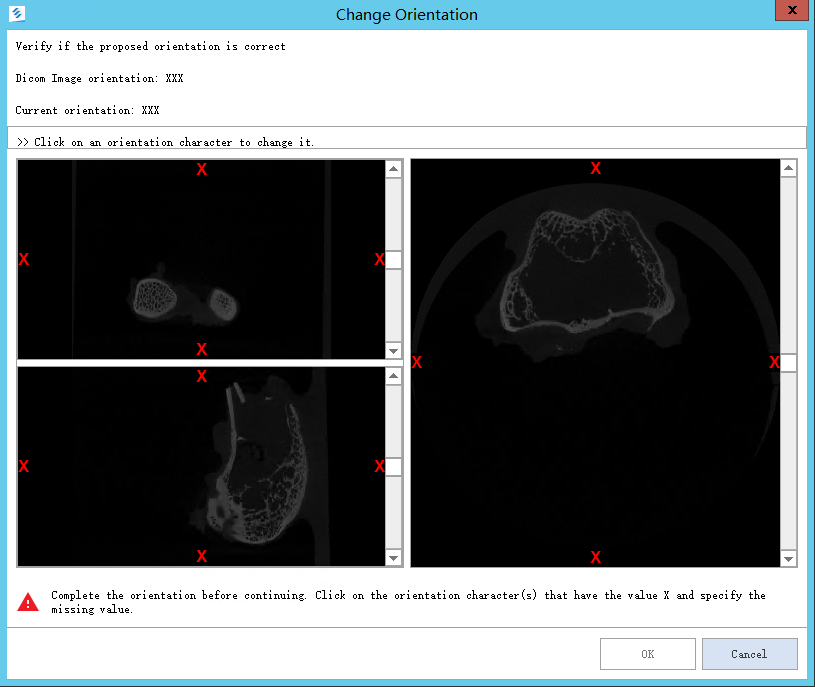 Change Orientation
x
Verify if the proposed orientation is correct
Dicom Image orientation: XXX
Current orientation: XXX
>> Click on an orientation character to change it.
X
X
X
X
X
X
X
X
X
X
X
X
Complete the orientation before continuing. Click on the orientation character(s) that have the value X and specify the
missing value.
OK
Cancel